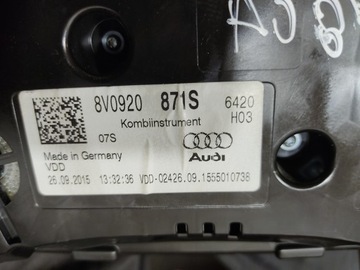 8V0920 871S 6420
Kombiinstrument H03
07S
Audi
Made in Germany
VDD
26.09.2015 13:32:36 VDD-02426.09.1555010738